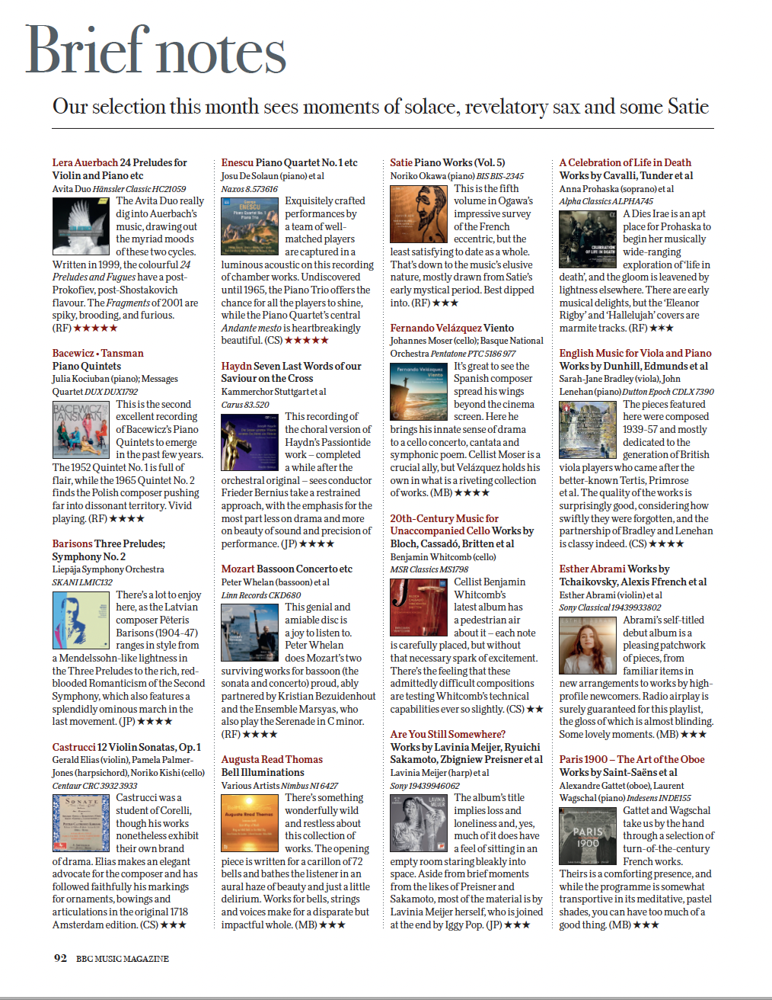 Brief notes
Our selection this month sees moments of solace, revelatory sax and some Satie
Lera Auerbach 24 Preludes for
Violin and Piano etc
Avita Duo Hänssler Classic HC21059
The Avita Duo really
dig into Auerbach's
music, drawing out
the myriad moods
of these two cycles.
Written in 1999, the colourful 24
Preludes and Fugues have a post-
Prokofiev, post-Shostakovich
flavour. The Fragments of 2001 are
spiky, brooding, and furious.
(RF) ★★★★★
Bacewicz • Tansman
Piano Quintets
Julia Kociuban (piano); Messages
Quartet DUX DUX1792
BACEWICZ
TANSMAN
This is the second
excellent recording
of Bacewicz's Piano
Quintets to emerge
in the past few years.
The 1952 Quintet No. 1 is full of
flair, while the 1965 Quintet No. 2
finds the Polish composer pushing
far into dissonant territory. Vivid
playing. (RF) ★★★★
Barisons Three Preludes;
Symphony No. 2
Liepāja Symphony Orchestra
SKANI LMIC132
There's a lot to enjoy
here, as the Latvian
composer Pēteris
Barisons (1904-47)
ranges in style from
a Mendelssohn-like lightness in
the Three Preludes to the rich, red-
blooded Romanticism of the Second
Symphony, which also features a
splendidly ominous march in the
last movement. (JP) ★★★★
Castrucci 12 Violin Sonatas, Op. 1
Gerald Elias (violin), Pamela Palmer-
Jones (harpsichord), Noriko Kishi (cello)
Centaur CRC 3932 3933
SONATE
Castrucci was a
student of Corelli,
though his works
nonetheless exhibit
their own brand
of drama. Elias makes an elegant
advocate for the composer and has
followed faithfully his markings
for ornaments, bowings and
articulations in the original 1718
Amsterdam edition. (CS) ★★★
Enescu Piano Quartet No. 1 etc
Josu De Solaun (piano) et al
Naxos 8.573616
ENESCU
Piano Quartet No. 1
Piano Trio
Exquisitely crafted
performances by
a team of well-
matched players
are captured in a
luminous acoustic on this recording
of chamber works. Undiscovered
until 1965, the Piano Trio offers the
chance for all the players to shine,
while the Piano Quartet's central
Andante mesto is heartbreakingly
beautiful. (CS) ★★★★★
Haydn Seven Last Words of our
Saviour on the Cross
Kammerchor Stuttgart et al
Carus 83.520
This recording of
the choral version of
Haydn's Passiontide
work – completed
a while after the
orchestral original – sees conductor
Frieder Bernius take a restrained
approach, with the emphasis for the
most part less on drama and more
on beauty of sound and precision of
performance. (JP) ★★★★
Mozart Bassoon Concerto etc
Peter Whelan (bassoon) et al
Linn Records CKD680
This genial and
amiable disc is
a joy to listen to.
Peter Whelan
does Mozart's two
surviving works for bassoon (the
sonata and concerto) proud, ably
partnered by Kristian Bezuidenhout
and the Ensemble Marsyas, who
also play the Serenade in C minor.
(RF) ★★★★
Augusta Read Thomas
Bell Illuminations
Various Artists Nimbus NI 6427
Augusta Read Thomas
There's something
wonderfully wild
and restless about
this collection of
works. The opening
piece is written for a carillon of 72
bells and bathes the listener in an
aural haze of beauty and just a little
delirium. Works for bells, strings
and voices make for a disparate but
impactful whole. (MB) ★★★
Satie Piano Works (Vol. 5)
Noriko Okawa (piano) BIS BIS-2345
This is the fifth
volume in Ogawa's
impressive survey
of the French
eccentric, but the
least satisfying to date as a whole.
That's down to the music's elusive
nature, mostly drawn from Satie's
early mystical period. Best dipped
into. (RF) ★★★
Fernando Velázquez Viento
Johannes Moser (cello); Basque National
Orchestra Pentatone PTC 5186 977
Fernando Velázquez
Viento
It's great to see the
Spanish composer
spread his wings
beyond the cinema
screen. Here he
brings his innate sense of drama
to a cello concerto, cantata and
symphonic poem. Cellist Moser is a
crucial ally, but Velázquez holds his
own in what is a riveting collection
of works. (MB) ★★★★
20th-Century Music for
Unaccompanied Cello Works by
Bloch, Cassadó, Britten et al
Benjamin Whitcomb (cello)
MSR Classics MS1798
Cellist Benjamin
Whitcomb's
latest album has
a pedestrian air
about it – each note
is carefully placed, but without
that necessary spark of excitement.
There's the feeling that these
admittedly difficult compositions
are testing Whitcomb's technical
capabilities ever so slightly. (CS) ★★
Are You Still Somewhere?
Works by Lavinia Meijer, Ryuichi
Sakamoto, Zbigniew Preisner et al
Lavinia Meijer (harp) et al
Sony 19439946062
LAVINIA
MEIJER
The album's title
implies loss and
loneliness and, yes,
much of it does have
a feel of sitting in an
empty room staring bleakly into
space. Aside from brief moments
from the likes of Preisner and
Sakamoto, most of the material is by
Lavinia Meijer herself, who is joined
at the end by Iggy Pop. (JP) ★★★
A Celebration of Life in Death
Works by Cavalli, Tunder et al
Anna Prohaska (soprano) et al
Alpha Classics ALPHA745
CELEBRATION
OF LIFE IN DEATH
A Dies Irae is an apt
place for Prohaska to
begin her musically
wide-ranging
exploration of 'life in
death', and the gloom is leavened by
lightness elsewhere. There are early
musical delights, but the 'Eleanor
Rigby' and 'Hallelujah' covers are
marmite tracks. (RF) ★★★
English Music for Viola and Piano
Works by Dunhill, Edmunds et al
Sarah-Jane Bradley (viola), John
Lenehan (piano) Dutton Epoch CDLX 7390
The pieces featured
here were composed
1939-57 and mostly
dedicated to the
generation of British
viola players who came after the
better-known Tertis, Primrose
et al. The quality of the works is
surprisingly good, considering how
swiftly they were forgotten, and the
partnership of Bradley and Lenehan
is classy indeed. (CS) ★★★★
Esther Abrami Works by
Tchaikovsky, Alexis Ffrench et al
Esther Abrami (violin) et al
Sony Classical 19439933802
Abrami's self-titled
debut album is a
pleasing patchwork
of pieces, from
familiar items in
new arrangements to works by high-
profile newcomers. Radio airplay is
surely guaranteed for this playlist,
the gloss of which is almost blinding.
Some lovely moments. (MB) ★★★
Paris 1900 – The Art of the Oboe
Works by Saint-Saëns et al
Alexandre Gattet (oboe), Laurent
Wagschal (piano) Indesens INDE155
PARIS
1900
Gattet and Wagschal
take us by the hand
through a selection of
turn-of-the-century
French works.
Theirs is a comforting presence, and
while the programme is somewhat
transportive in its meditative, pastel
shades, you can have too much of a
good thing. (MB) ★★★
92 BBC MUSIC MAGAZINE